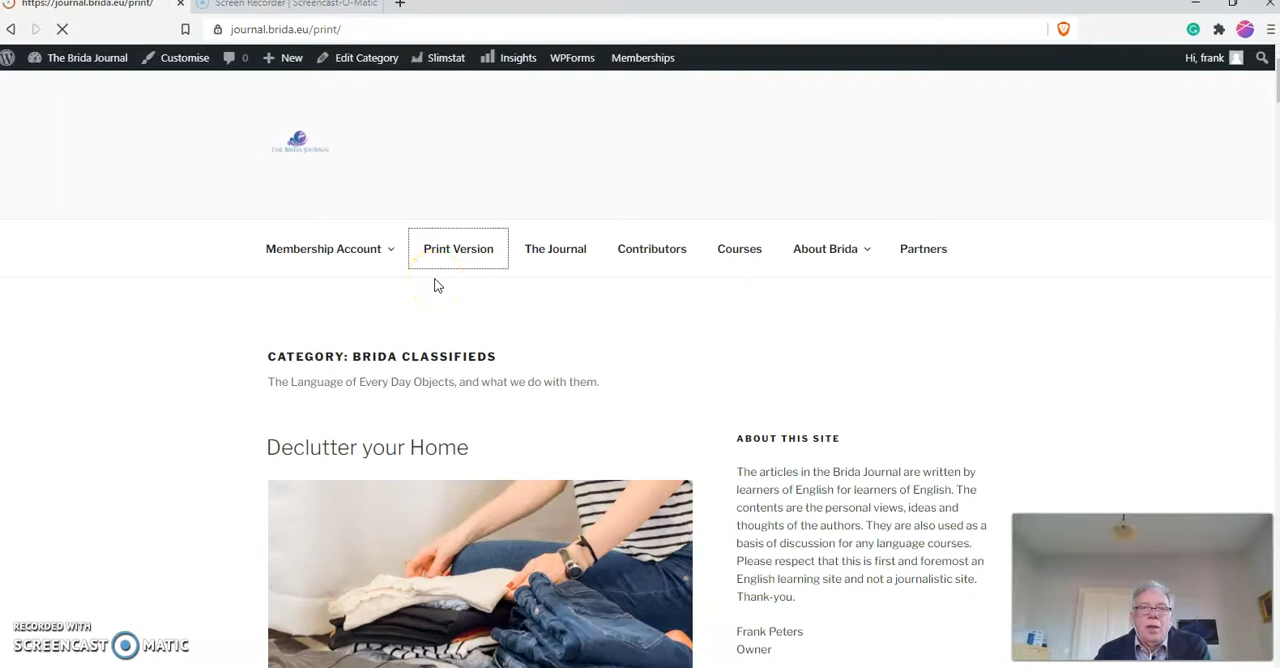 https://journal.brida.eu/print/
Screen Recorder | Screencast-O-Matic
journal.brida.eu/print/
The Brida Journal
Customise
0
New
Edit Category
Slimstat
Insights
WPForms
Memberships
Hi, frank
THE BRIDA JOURNAL
Membership Account
Print Version
The Journal
Contributors
Courses
About Brida
Partners
CATEGORY: BRIDA CLASSIFIEDS
The Language of Every Day Objects, and what we do with them.
Declutter your Home
ABOUT THIS SITE
The articles in the Brida Journal are written by
learners of English for learners of English. The
contents are the personal views, ideas and
thoughts of the authors. They are also used as a
basis of discussion for any language courses.
Please respect that this is first and foremost an
English learning site and not a journalistic site.
Thank-you.
Frank Peters
Owner
RECORDED WITH
SCREENCAST MATIC